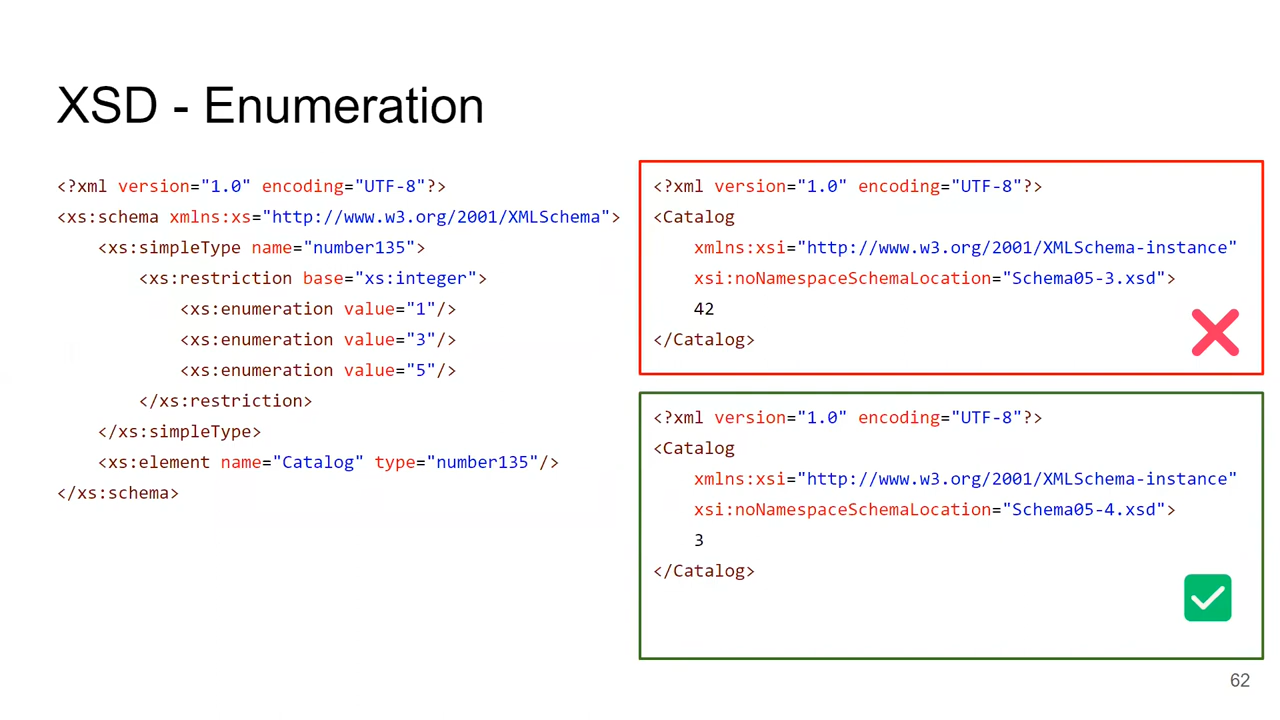 XSD - Enumeration
<?xml version="1.0" encoding="UTF-8"?>
<xs:schema xmlns:xs="http://www.w3.org/2001/XMLSchema">
<xs:simpleType name="number135">
<xs:restriction base="xs:integer">
<xs:enumeration value="1"/>
<xs:enumeration value="3"/>
<xs:enumeration value="5"/>
</xs:restriction>
</xs:simpleType>
<xs:element name="Catalog" type="number135"/>
</xs:schema>
<?xml version="1.0" encoding="UTF-8"?>
<Catalog
xmlns:xsi="http://www.w3.org/2001/XMLSchema-instance"
xsi:noNamespaceSchemaLocation="Schema05-3.xsd">
42
</Catalog>
<?xml version="1.0" encoding="UTF-8"?>
<Catalog
xmlns:xsi="http://www.w3.org/2001/XMLSchema-instance"
xsi:noNamespaceSchemaLocation="Schema05-4.xsd">
3
</Catalog>
62